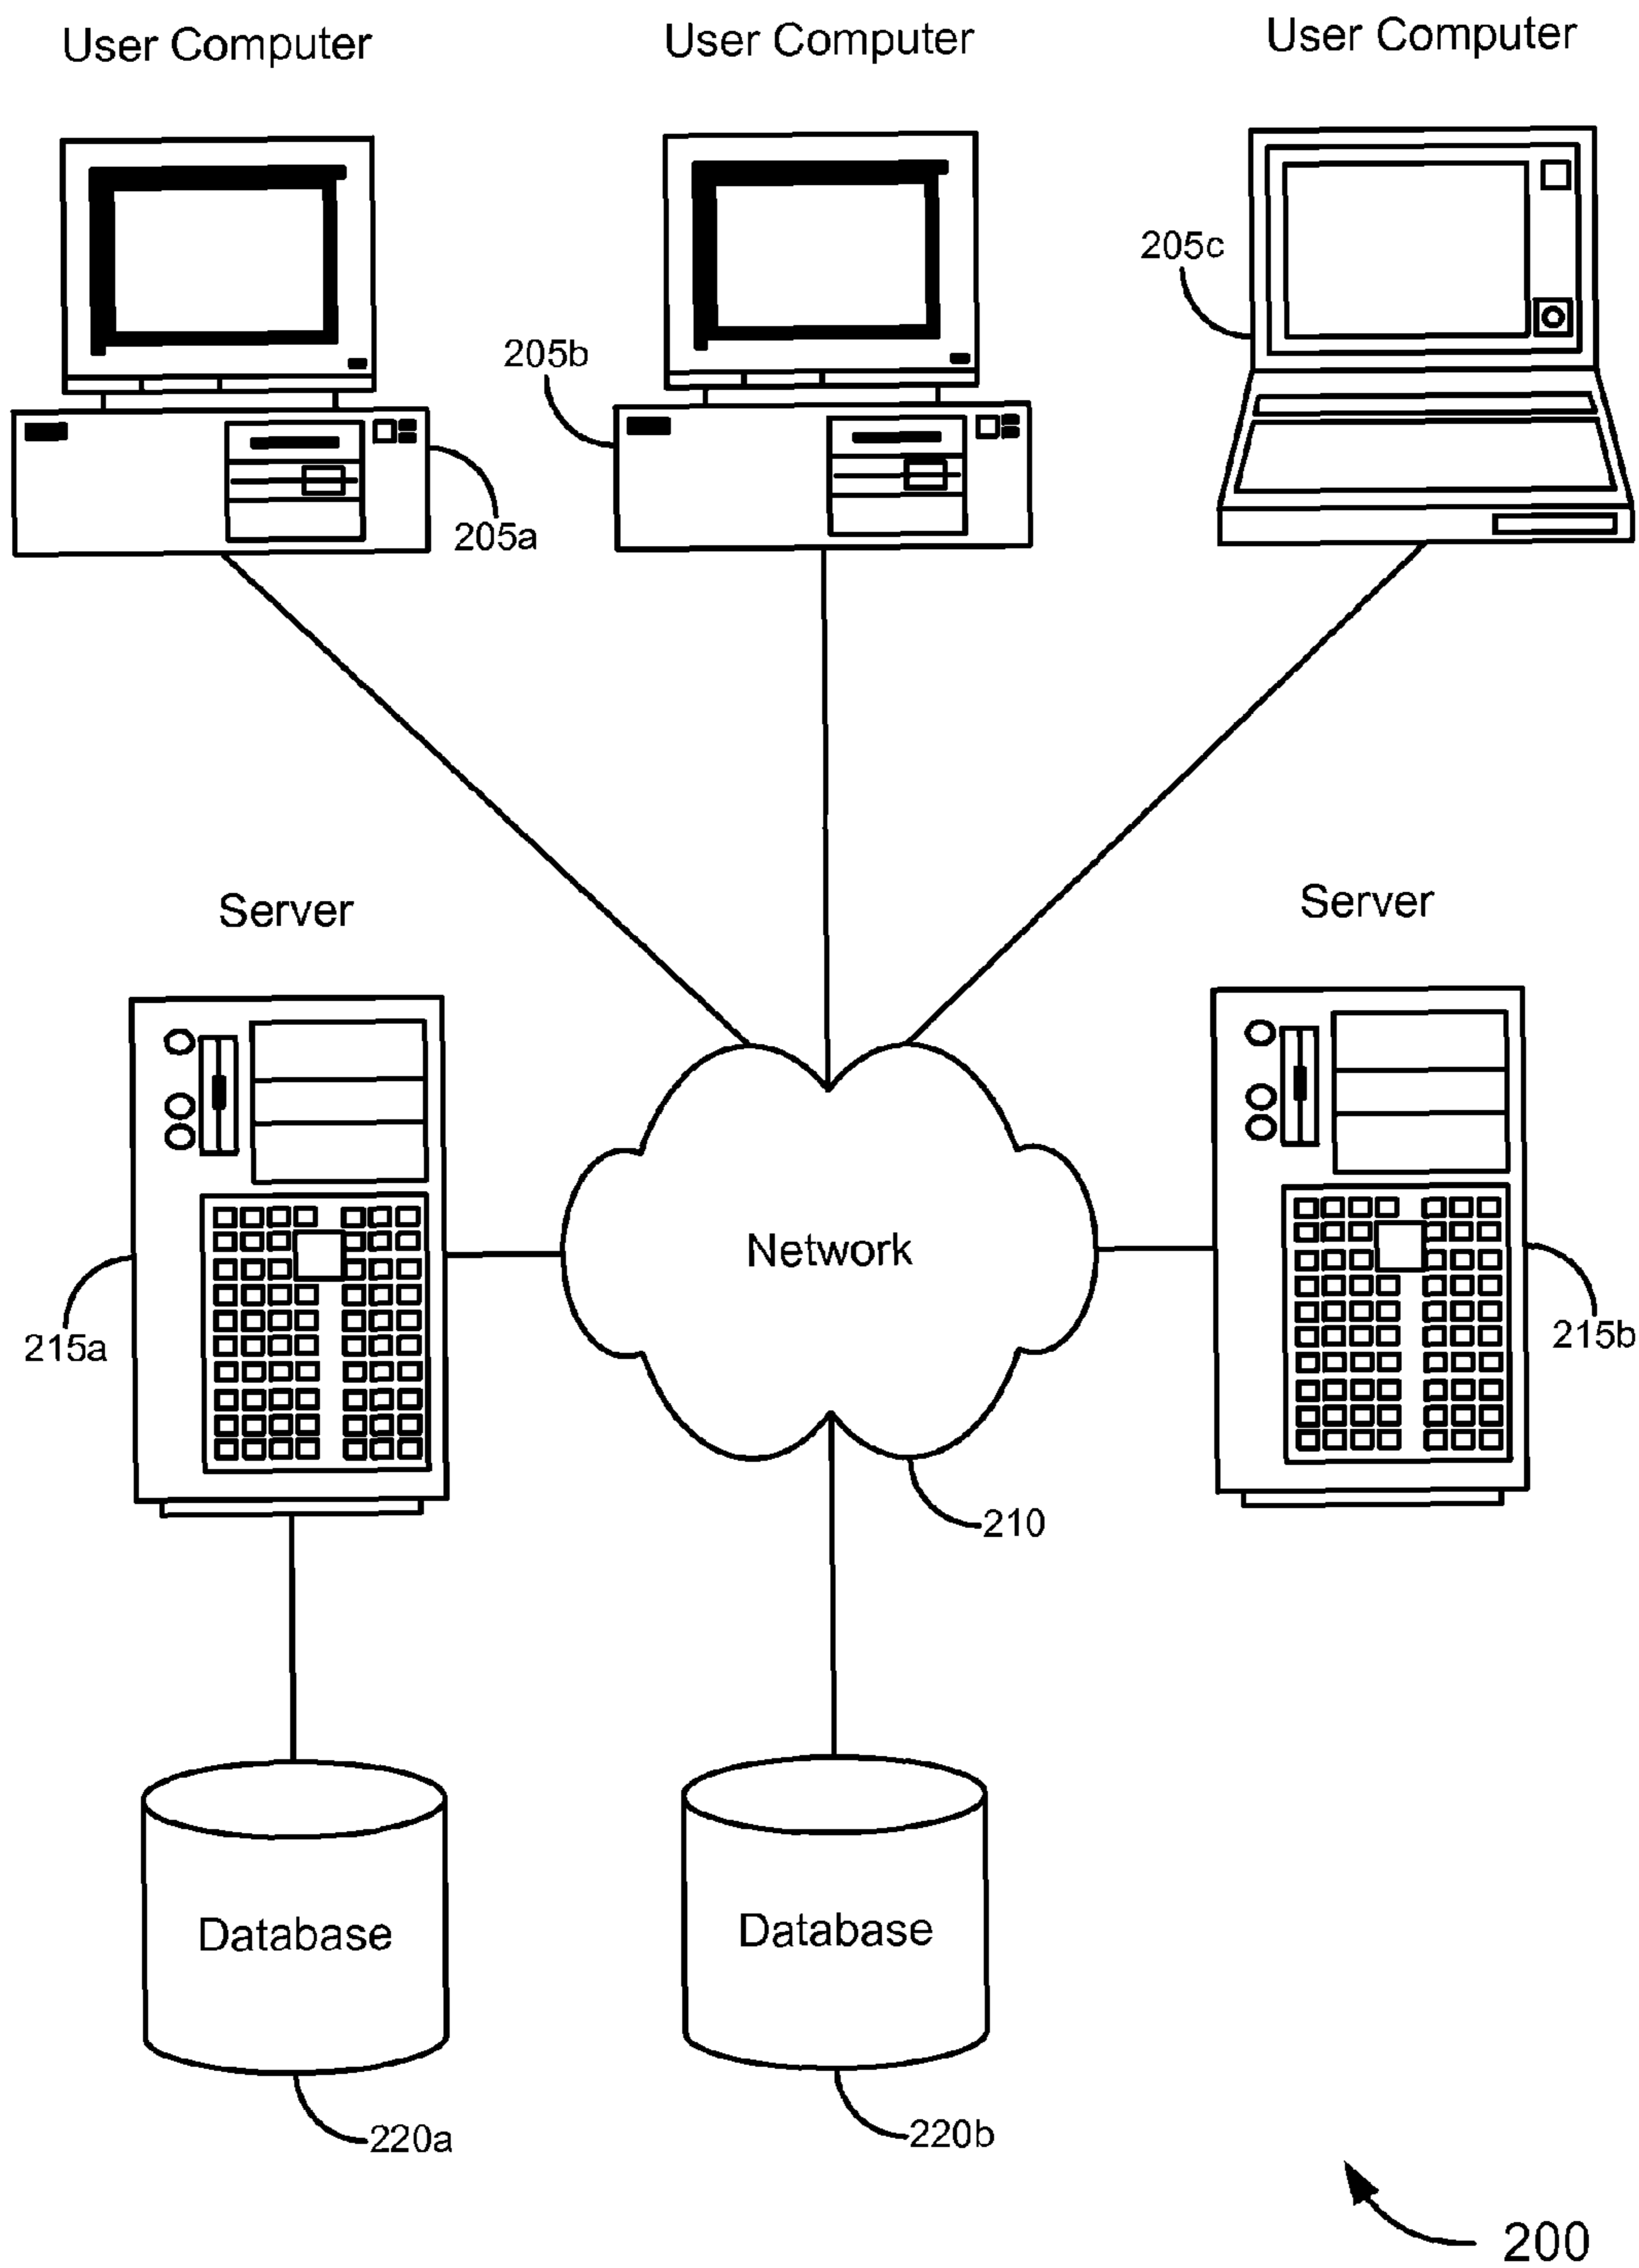 User Computer
User Computer
User Computer
205c
205b
205a
Server
Server
Network
215a
215b
210
Database
Database
220a
220b
200